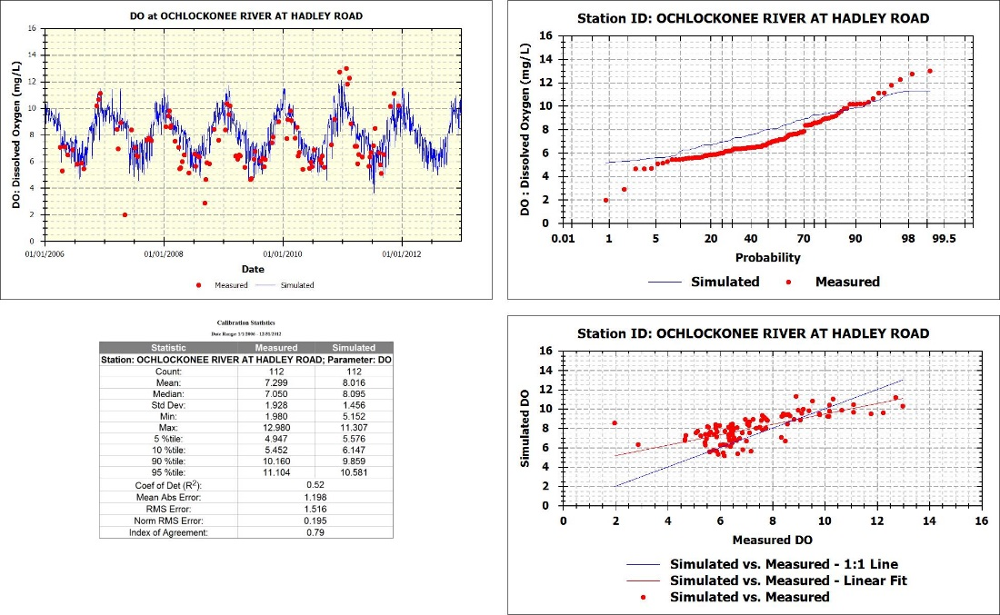 DO at OCHLOCKONEE RIVER AT HADLEY ROAD
DO: Dissolved Oxygen (mg/L)
16
14
12
10
8
6
4
2
0
01/01/2006
01/01/2008
01/01/2010
01/01/2012
Date
Measured
Simulated
Station ID: OCHLOCKONEE RIVER AT HADLEY ROAD
DO : Dissolved Oxygen (mg/L)
16
14
12
10
8
6
4
2
0
0.01
1
5
20
40
70
90
98
99.5
Probability
Simulated
Measured
Calibration Statistics
Date Range: 1/1/2006 - 12/31/2012
Statistic Measured Simulated
Station: OCHLOCKONEE RIVER AT HADLEY ROAD; Parameter: DO
Count: 112 112
Mean: 7.299 8.016
Median: 7.050 8.095
Std Dev: 1.928 1.456
Min: 1.980 5.152
Max: 12.980 11.307
5 %tile: 4.947 5.576
10 %tile: 5.452 6.147
90 %tile: 10.160 9.859
95 %tile: 11.104 10.581
Coef of Det (R²): 0.52
Mean Abs Error: 1.198
RMS Error: 1.516
Norm RMS Error: 0.195
Index of Agreement: 0.79
Station ID: OCHLOCKONEE RIVER AT HADLEY ROAD
Simulated DO
16
14
12
10
8
6
4
2
0
0
2
4
6
8
10
12
14
16
Measured DO
Simulated vs. Measured - 1:1 Line
Simulated vs. Measured - Linear Fit
Simulated vs. Measured